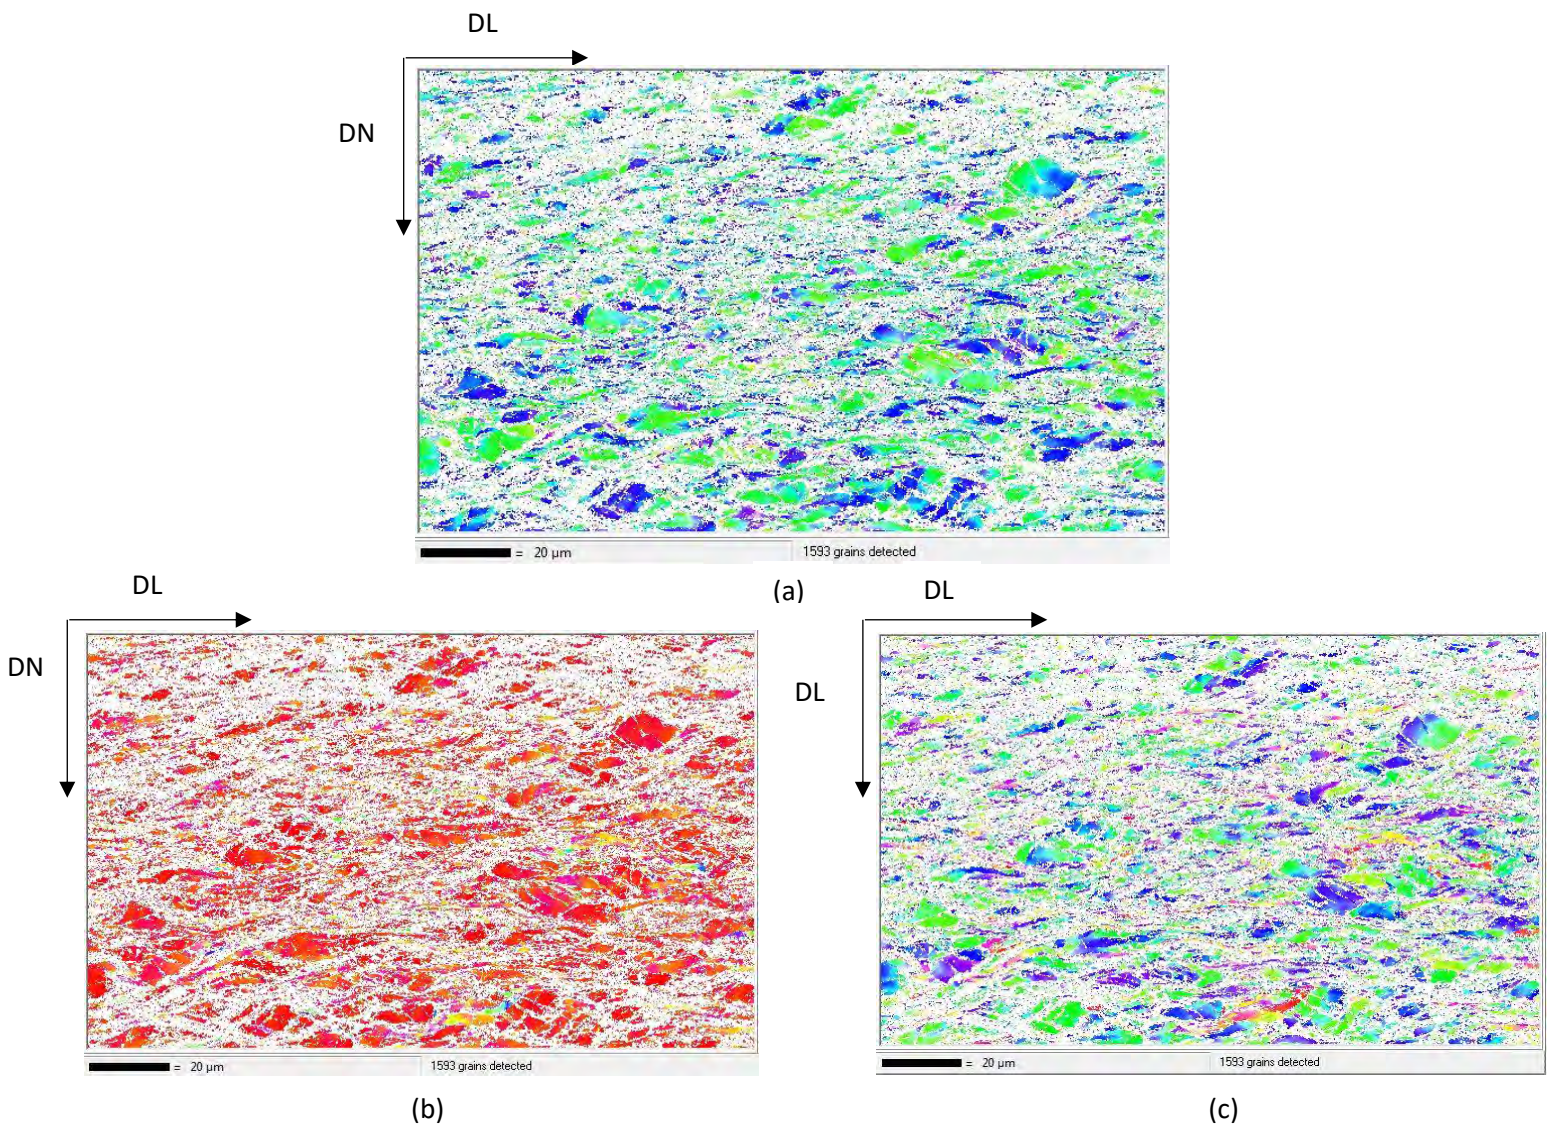 DL
DN
= 20 µm 1593 grains detected
(a)
DL
DL
DN
DL
= 20 µm 1593 grains detected
= 20 µm 1593 grains detected
(b)
(c)